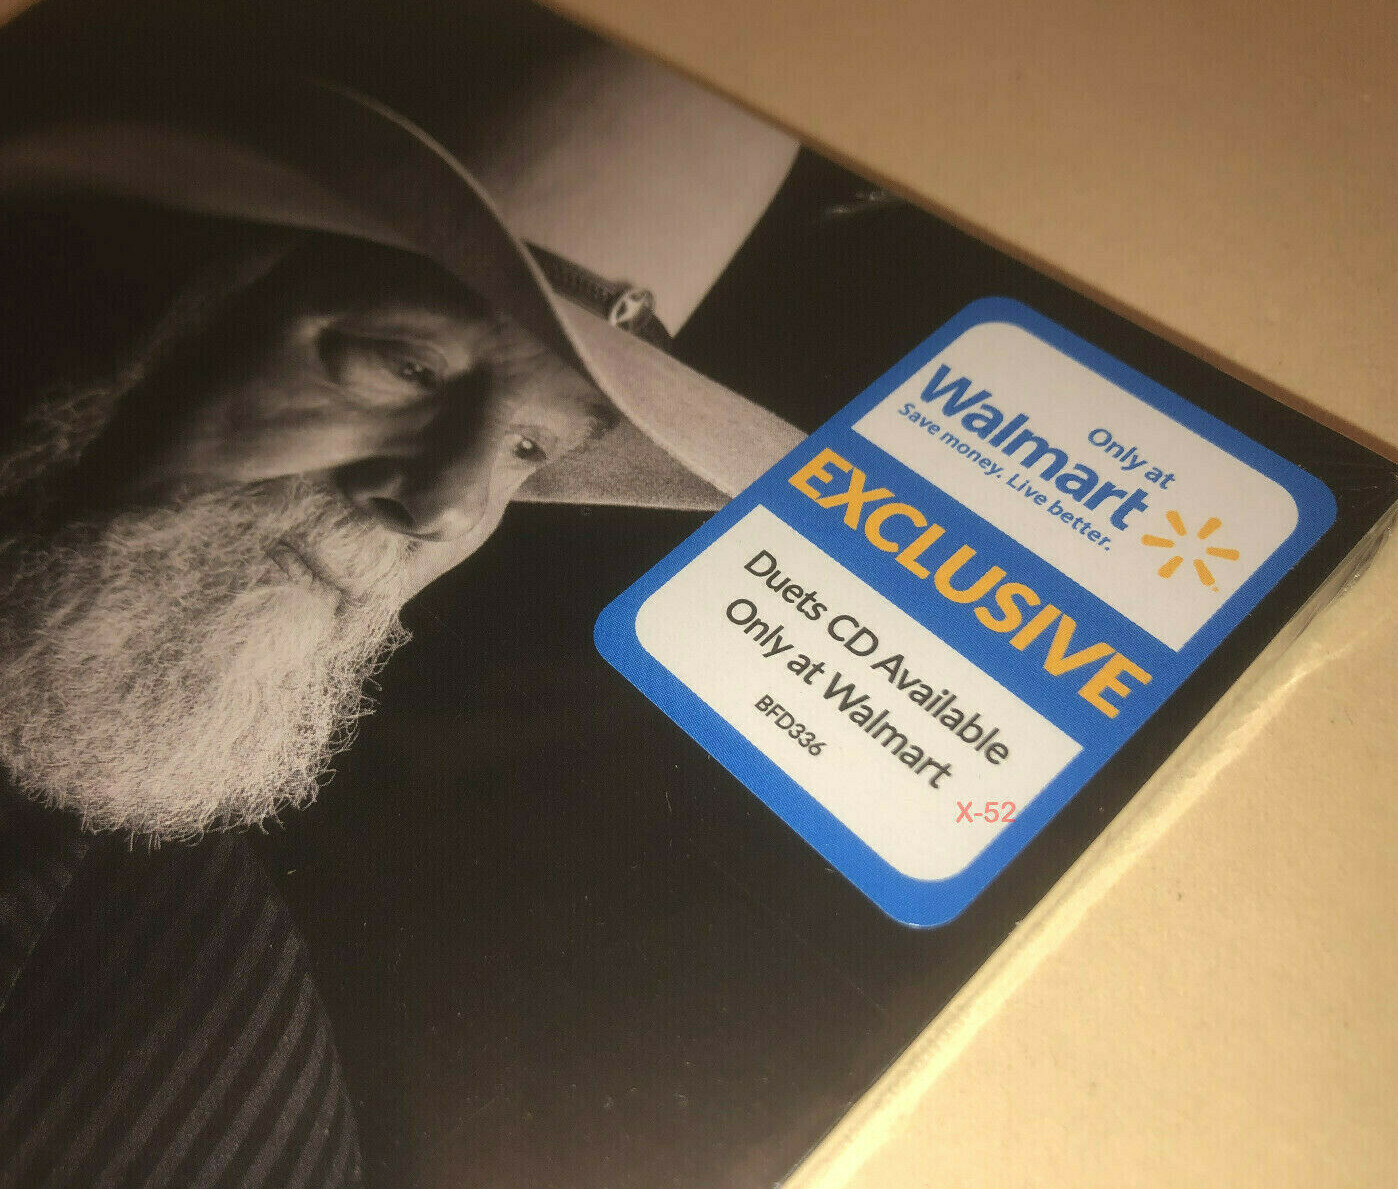 Only at
Walmart
Save money. Live better.
EXCLUSIVE
Duets CD Available
Only at Walmart
BFD336
X-52